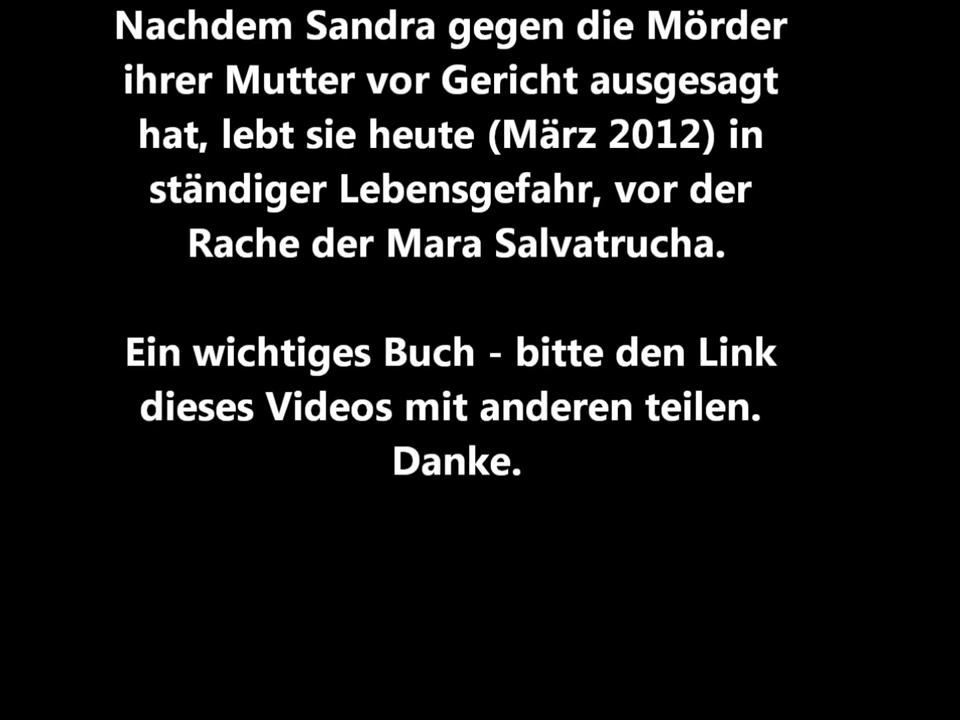 Nachdem Sandra gegen die Mörder
ihrer Mutter vor Gericht ausgesagt
hat, lebt sie heute (März 2012) in
ständiger Lebensgefahr, vor der
Rache der Mara Salvatrucha.
Ein wichtiges Buch - bitte den Link
dieses Videos mit anderen teilen.
Danke.